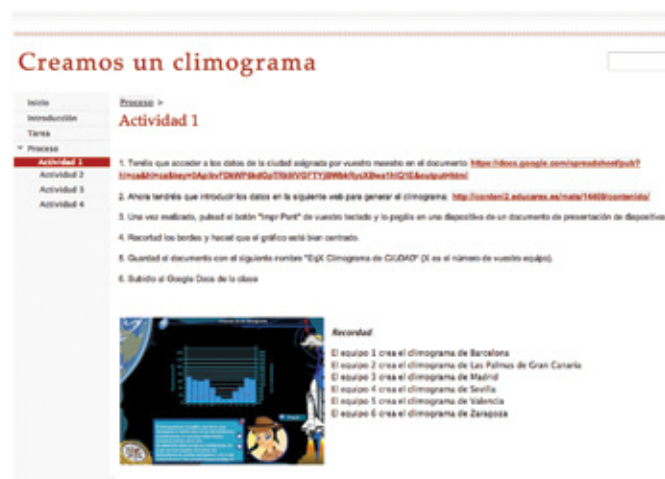 Creamos un climograma
Inicio
Introducción
Tarea
Proceso
Actividad 1
Actividad 2
Actividad 3
Actividad 4
Proceso >
Actividad 1
1. Tenéis que acceder a los datos de la ciudad asignada por vuestro maestro en el documento
2. Ahora tendréis que introducir los datos en la siguiente web para generar el climograma:
3. Una vez realizado, pulsad el botón "Impr Pant" de vuestro teclado y lo pegáis en una diapositiva de un documento de presentación de diapositivas
4. Recortad los bordes y haced que el gráfico esté bien centrado.
5. Guardad el documento con el siguiente nombre "EqX Climograma de CIUDAD" (X es el número de vuestro equipo).
6. Subidlo al Google Docs de la clase
Recordad
El equipo 1 crea el climograma de Barcelona
El equipo 2 crea el climograma de Las Palmas de Gran Canaria
El equipo 3 crea el climograma de Madrid
El equipo 4 crea el climograma de Sevilla
El equipo 5 crea el climograma de Valencia
El equipo 6 crea el climograma de Zaragoza